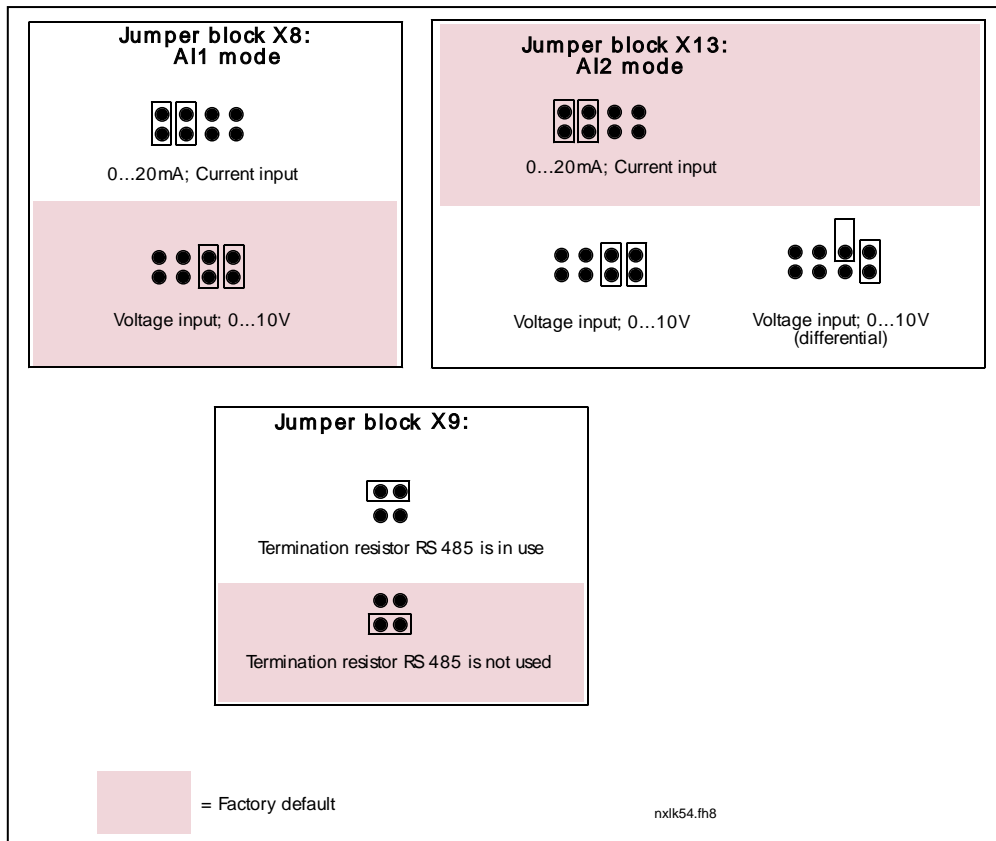 Jumper block X8:
AI1 mode
0...20mA; Current input
Voltage input; 0...10V
Jumper block X13:
AI2 mode
0...20mA; Current input
Voltage input; 0...10V
Voltage input; 0...10V
(differential)
Jumper block X9:
Termination resistor RS 485 is in use
Termination resistor RS 485 is not used
= Factory default
nxlk54.fh8